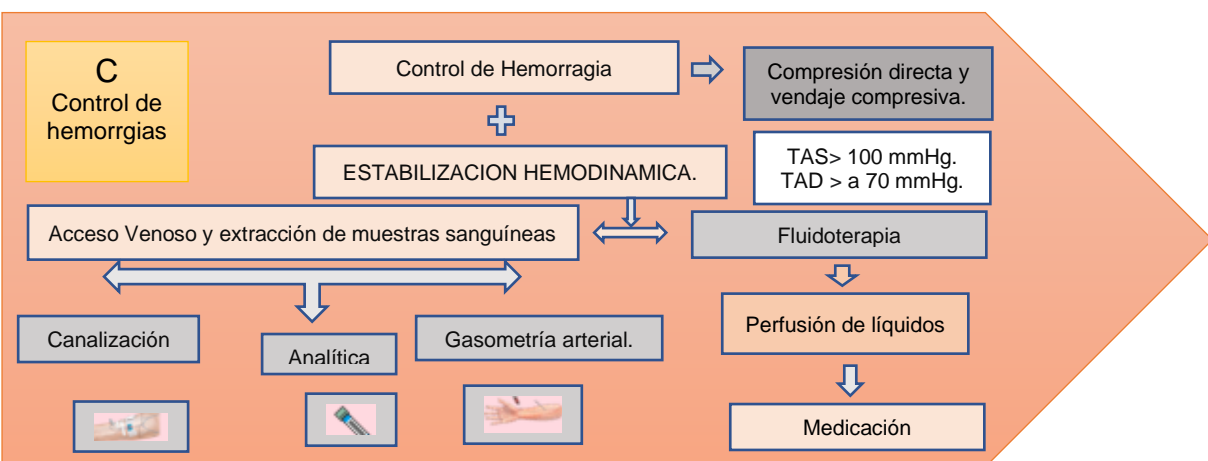 C
Control de
hemorrgias
Control de Hemorragia
Compresión directa y
vendaje compresiva.
ESTABILIZACION HEMODINAMICA.
TAS> 100 mmHg.
TAD > a 70 mmHg.
Acceso Venoso y extracción de muestras sanguíneas
Fluidoterapia
Canalización
Analítica
Gasometría arterial.
Perfusión de líquidos
Medicación